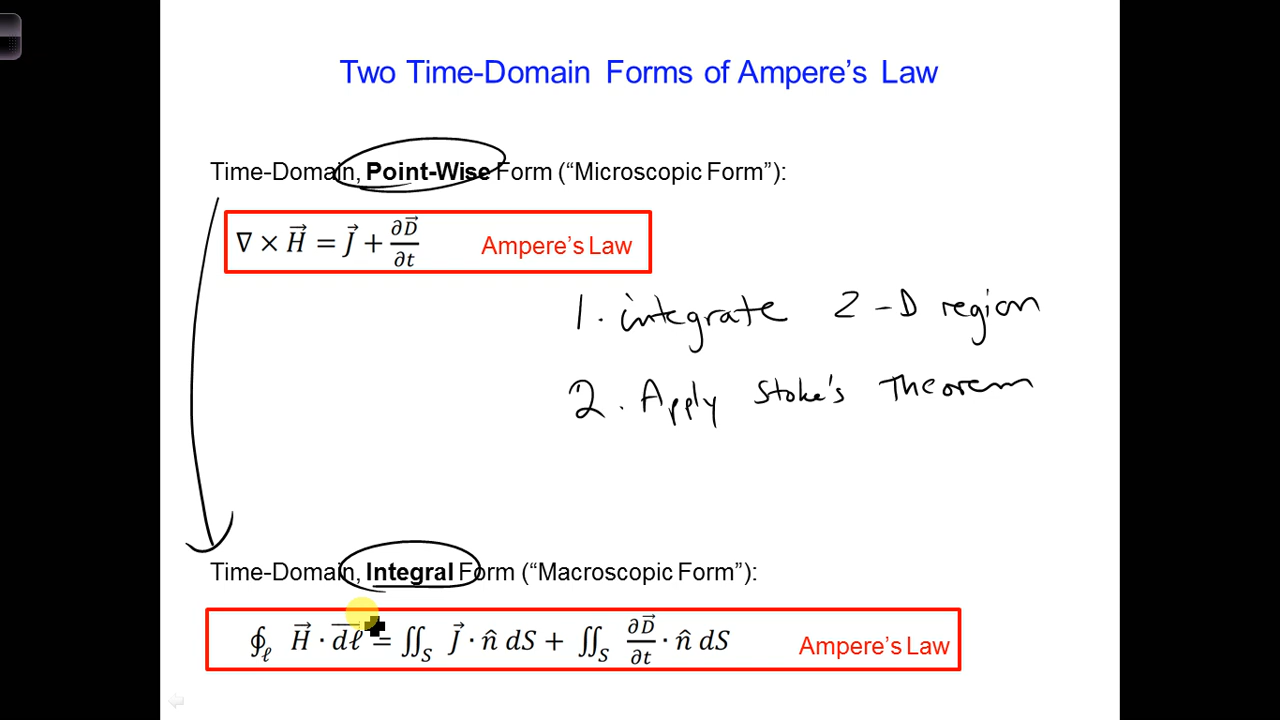 Two Time-Domain Forms of Ampere's Law
Time-Domain, Point-Wise Form (“Microscopic Form”):
∇ × H⃗ = J⃗ + ∂D⃗/∂t Ampere's Law
1. integrate 2-D region
2. Apply Stoke's Theorem
Time-Domain, Integral Form (“Macroscopic Form”):
∮ℓ H⃗ · d̅ℓ̅ = ∬S J⃗ · n̂ dS + ∬S ∂D⃗/∂t · n̂ dS Ampere's Law